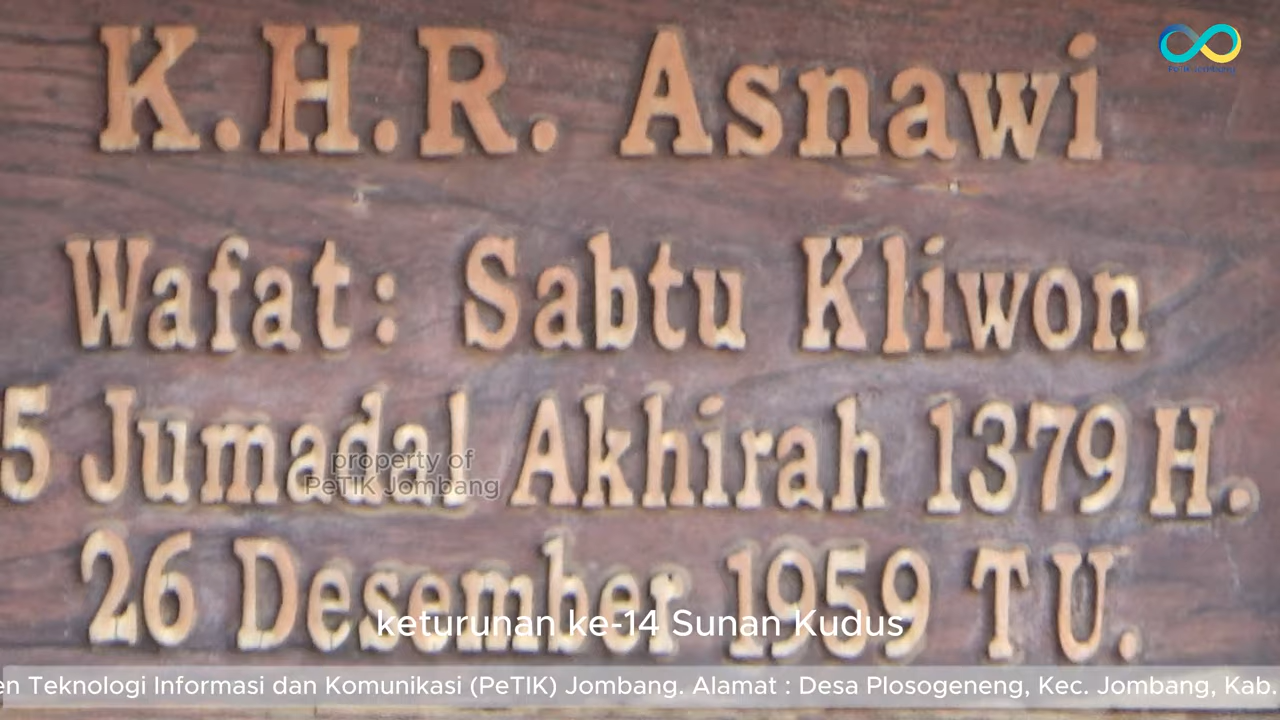 K.H.R. Asnawi
Wafat: Sabtu Kliwon
5 Jumadal Akhirah 1379 H.
property of
PeTIK Jombang
26 Desember 1959 TU.
keturunan ke-14 Sunan Kudus
en Teknologi Informasi dan Komunikasi (PeTIK) Jombang. Alamat : Desa Plosogeneng, Kec. Jombang, Kab.